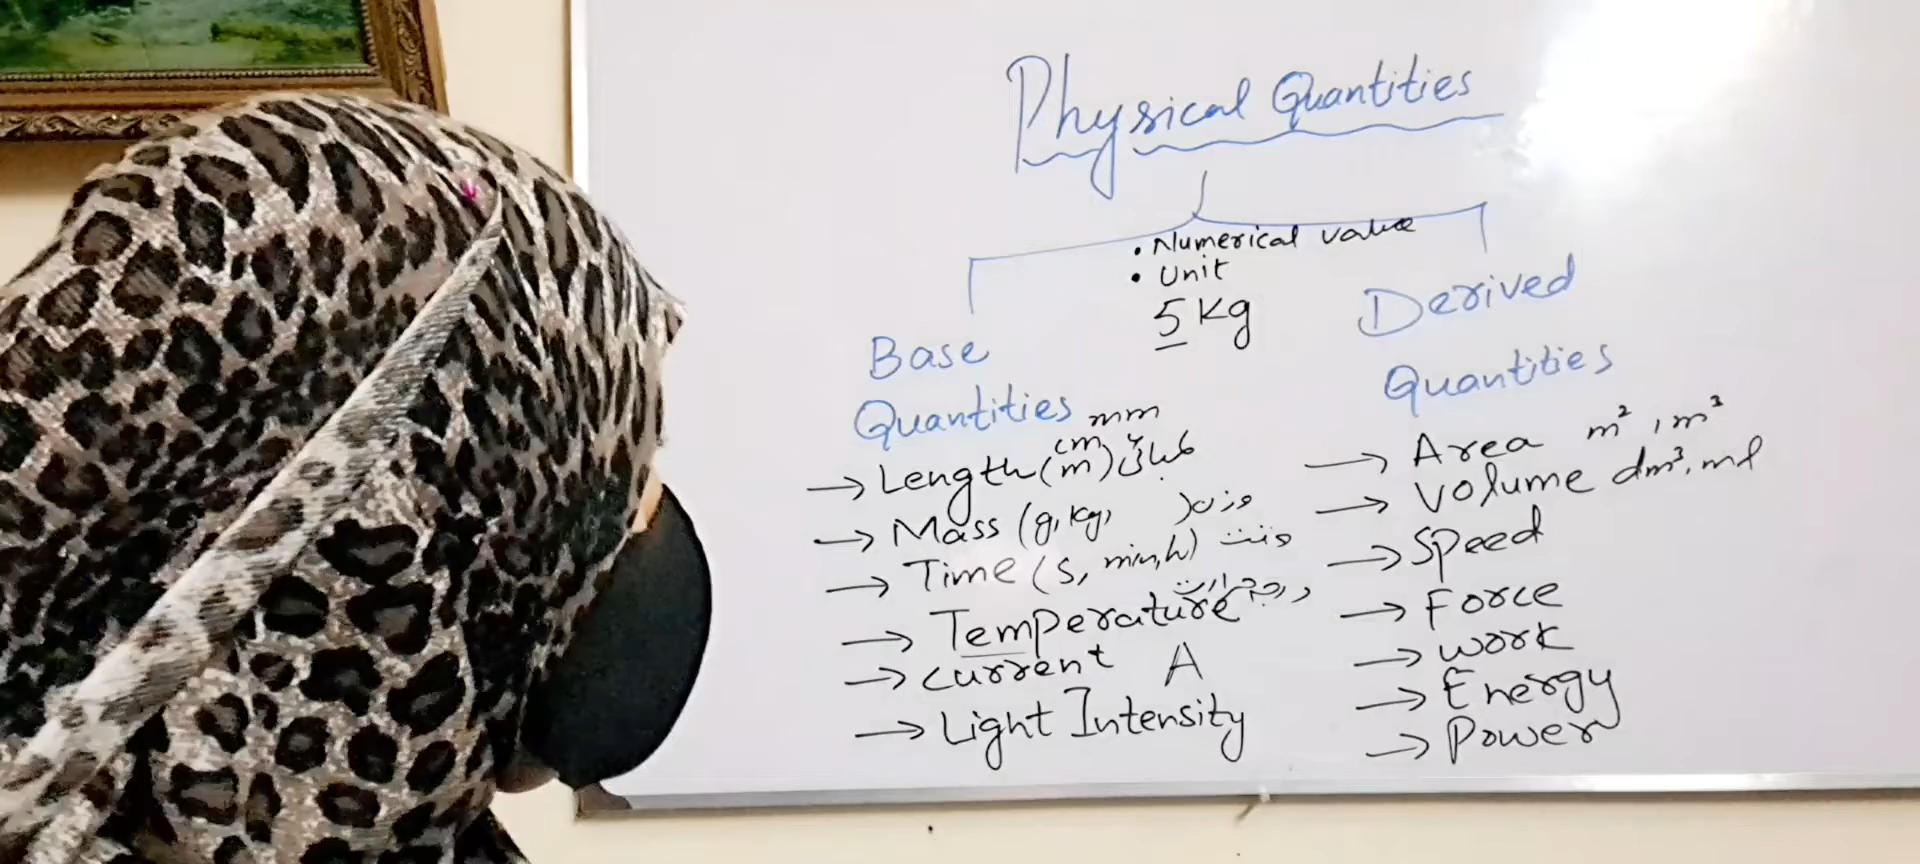 Physical Quantities
• Numerical value
• Unit
5 Kg
Base
Quantities
→ Length (mm, cm, m) لمبائی
→ Mass (g, kg, ) وزن
→ Time (s, min, h) وقت
→ Temperature درجہ حرارت
→ Current A
→ Light Intensity
Derived
Quantities
→ Area m², m³
→ Volume dm³, ml
→ Speed
→ Force
→ work
→ Energy
→ Power